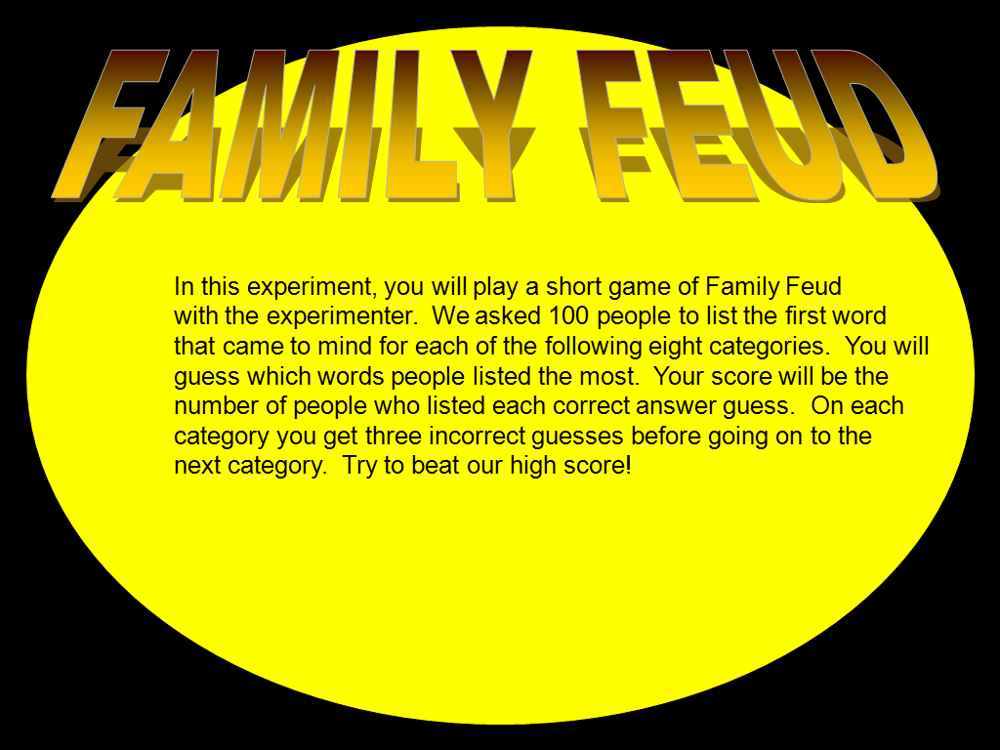 FAMILY FEUD
In this experiment, you will play a short game of Family Feud
with the experimenter.  We asked 100 people to list the first word
that came to mind for each of the following eight categories.  You will
guess which words people listed the most.  Your score will be the
number of people who listed each correct answer guess.  On each
category you get three incorrect guesses before going on to the
next category.  Try to beat our high score!